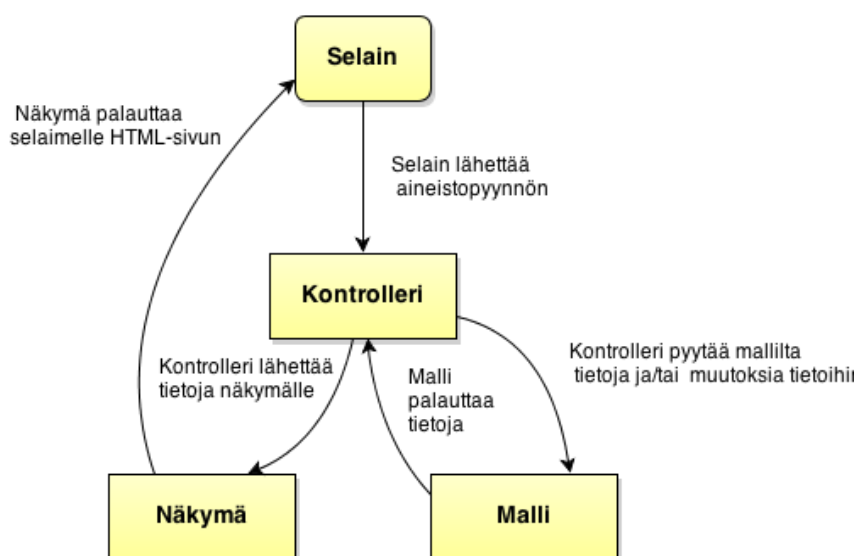 Selain
Näkymä palauttaa
selaimelle HTML-sivun
Selain lähettää
aineistopyynnön
Kontrolleri
Kontrolleri lähettää
tietoja näkymälle
Malli
palauttaa
tietoja
Kontrolleri pyytää mallilta
tietoja ja/tai muutoksia tietoihin
Näkymä
Malli